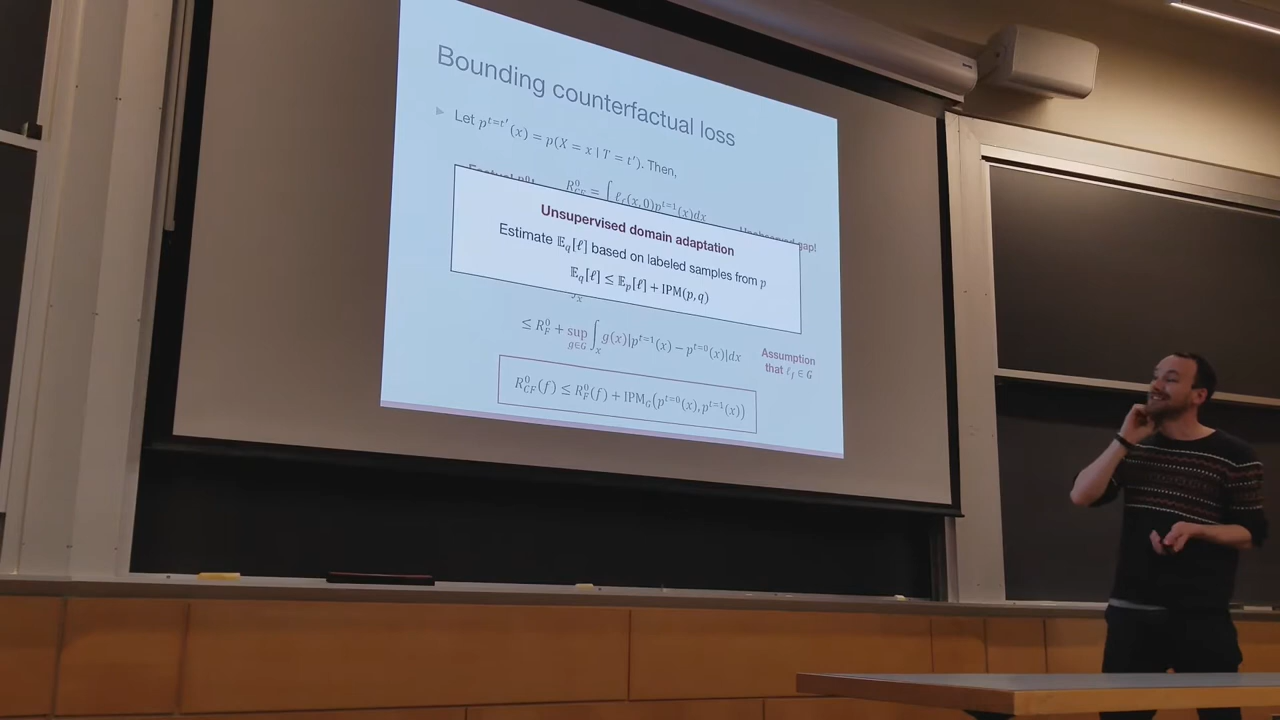 Bounding counterfactual loss
Let p^{t=t′}(x) = p(X = x | T = t′). Then,
R^0_{CF} = ∫ ℓ_f(x,0)p^{t=1}(x)dx
gap!
Unsupervised domain adaptation
Estimate 𝔼_q[ℓ] based on labeled samples from p
𝔼_q[ℓ] ≤ 𝔼_p[ℓ] + IPM(p,q)
≤ R^0_F + sup_{g∈G} ∫_x g(x)|p^{t=1}(x) − p^{t=0}(x)|dx
Assumption
that ℓ_f ∈ G
R^0_{CF}(f) ≤ R^0_F(f) + IPM_G(p^{t=0}(x), p^{t=1}(x))